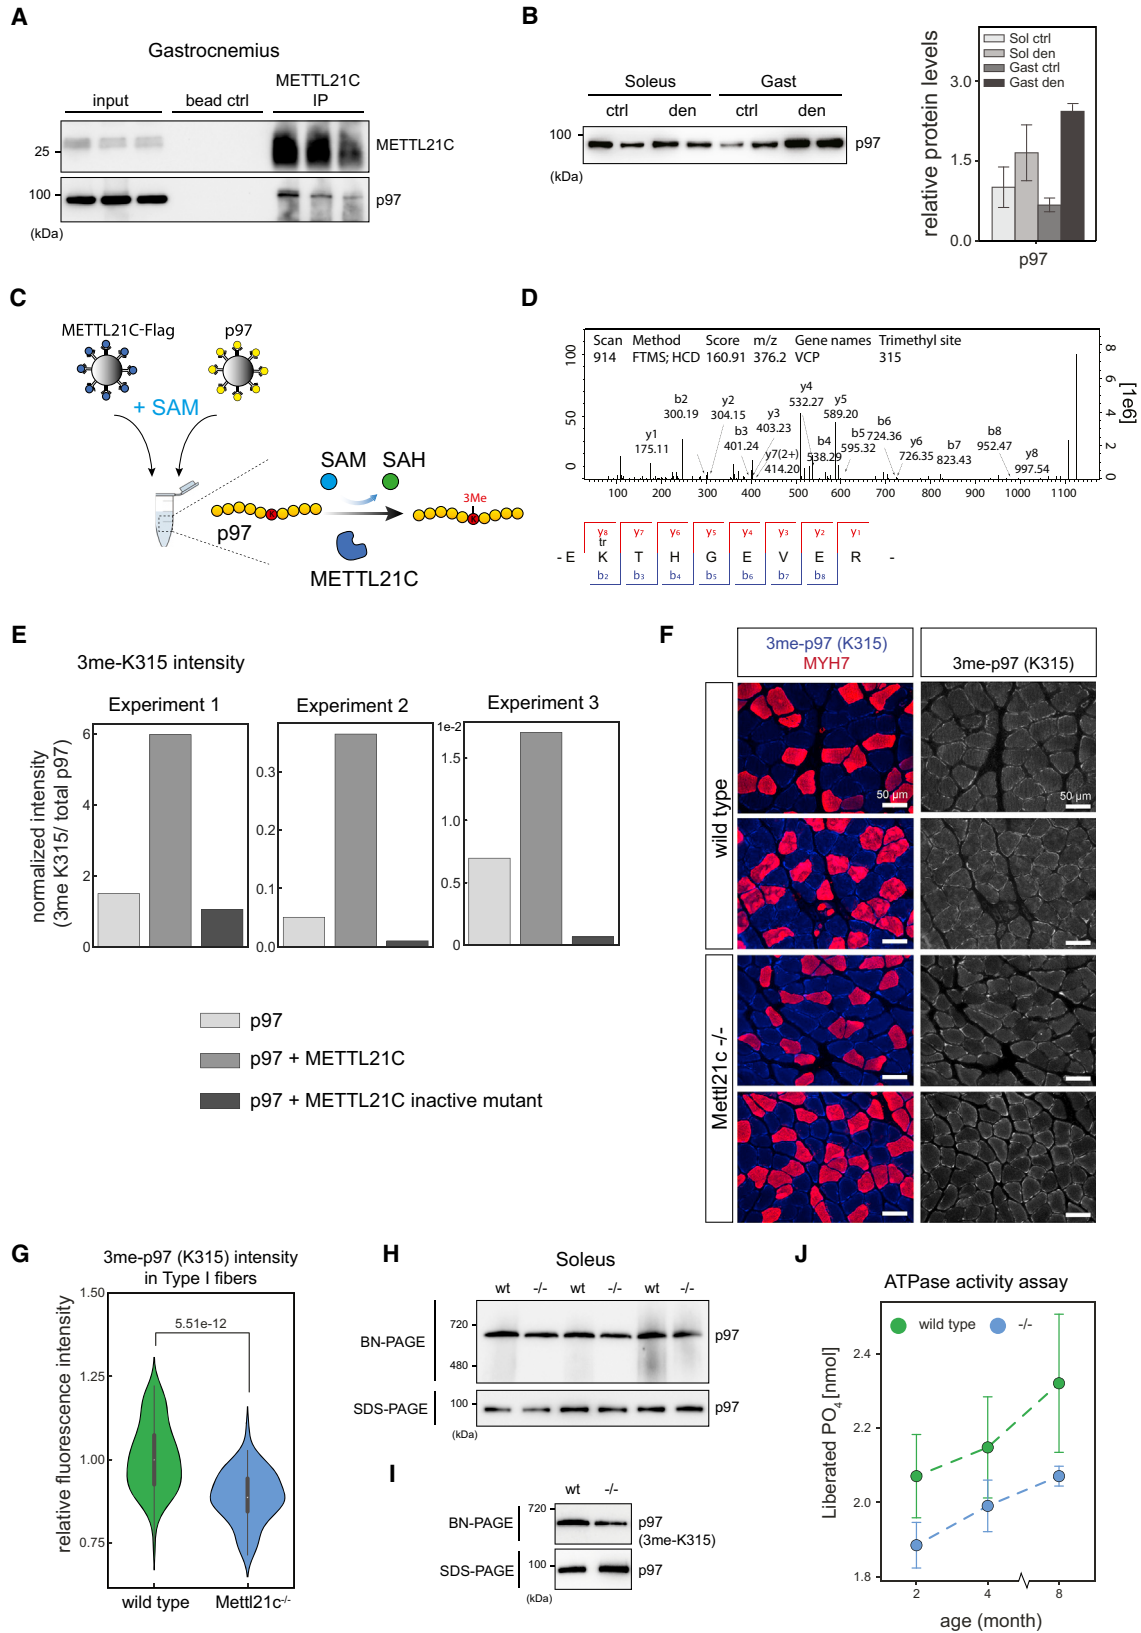 A
Gastrocnemius
input
bead ctrl
METTL21C
IP
25
METTL21C
100
p97
(kDa)
B
Soleus
Gast
ctrl
den
ctrl
den
100
p97
(kDa)
relative protein levels
3.0
1.5
0.0
Sol ctrl
Sol den
Gast ctrl
Gast den
p97
C
METTL21C-Flag
p97
+ SAM
SAM
SAH
p97
K
3Me
K
METTL21C
D
Scan Method Score m/z Gene names Trimethyl site
914 FTMS; HCD 160.91 376.2 VCP 315
100
50
0
8
6
4
2
0
[1e6]
y1
175.11
b2
300.19
y2
304.15
b3
401.24
y3
403.23
y7(2+)
414.20
y4
532.27
b4
538.29
y5
589.20
b5
595.32
b6
724.36
y6
726.35
b7
823.43
b8
952.47
y8
997.54
100 200 300 400 500 600 700 800 900 1000 1100
y8 y7 y6 y5 y4 y3 y2 y1
tr
- E K T H G E V E R -
b2 b3 b4 b5 b6 b7 b8
E
3me-K315 intensity
Experiment 1
Experiment 2
Experiment 3
normalized intensity
(3me K315/ total p97)
6
4
2
0
0.3
0.2
0.1
0.0
1e-2
1.5
1.0
0.5
0
p97
p97 + METTL21C
p97 + METTL21C inactive mutant
F
3me-p97 (K315)
MYH7
3me-p97 (K315)
wild type
Mettl21c -/-
50 µm
50 µm
G
3me-p97 (K315) intensity
in Type I fibers
relative fluorescence intensity
1.50
1.25
1.00
0.75
5.51e-12
wild type
Mettl21c-/-
H
Soleus
wt -/- wt -/- wt -/-
BN-PAGE
720
480
p97
SDS-PAGE
100
p97
(kDa)
I
wt -/-
BN-PAGE
720
p97
(3me-K315)
SDS-PAGE
100
p97
(kDa)
J
ATPase activity assay
wild type
-/-
Liberated PO4 [nmol]
2.4
2.2
2.0
1.8
2 4 8
age (month)